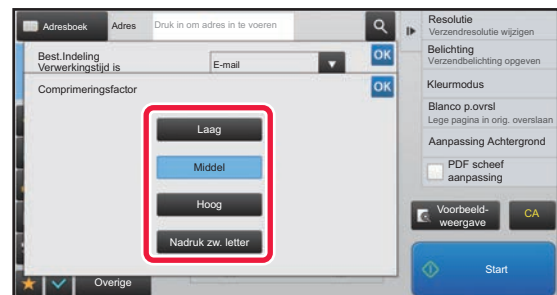 Adresboek
Adres
Druk in om adres in te voeren
Best.Indeling
Verwerkingstijd is
E-mail
OK
Comprimeringsfactor
OK
Laag
Middel
Hoog
Nadruk zw. letter
Overige
Resolutie
Verzendresolutie wijzigen
Belichting
Verzendbelichting opgeven
Kleurmodus
Blanco p.ovrsl
Lege pagina in orig. overslaan
Aanpassing Achtergrond
PDF scheef
aanpassing
Voorbeeld-
weergave
CA
Start